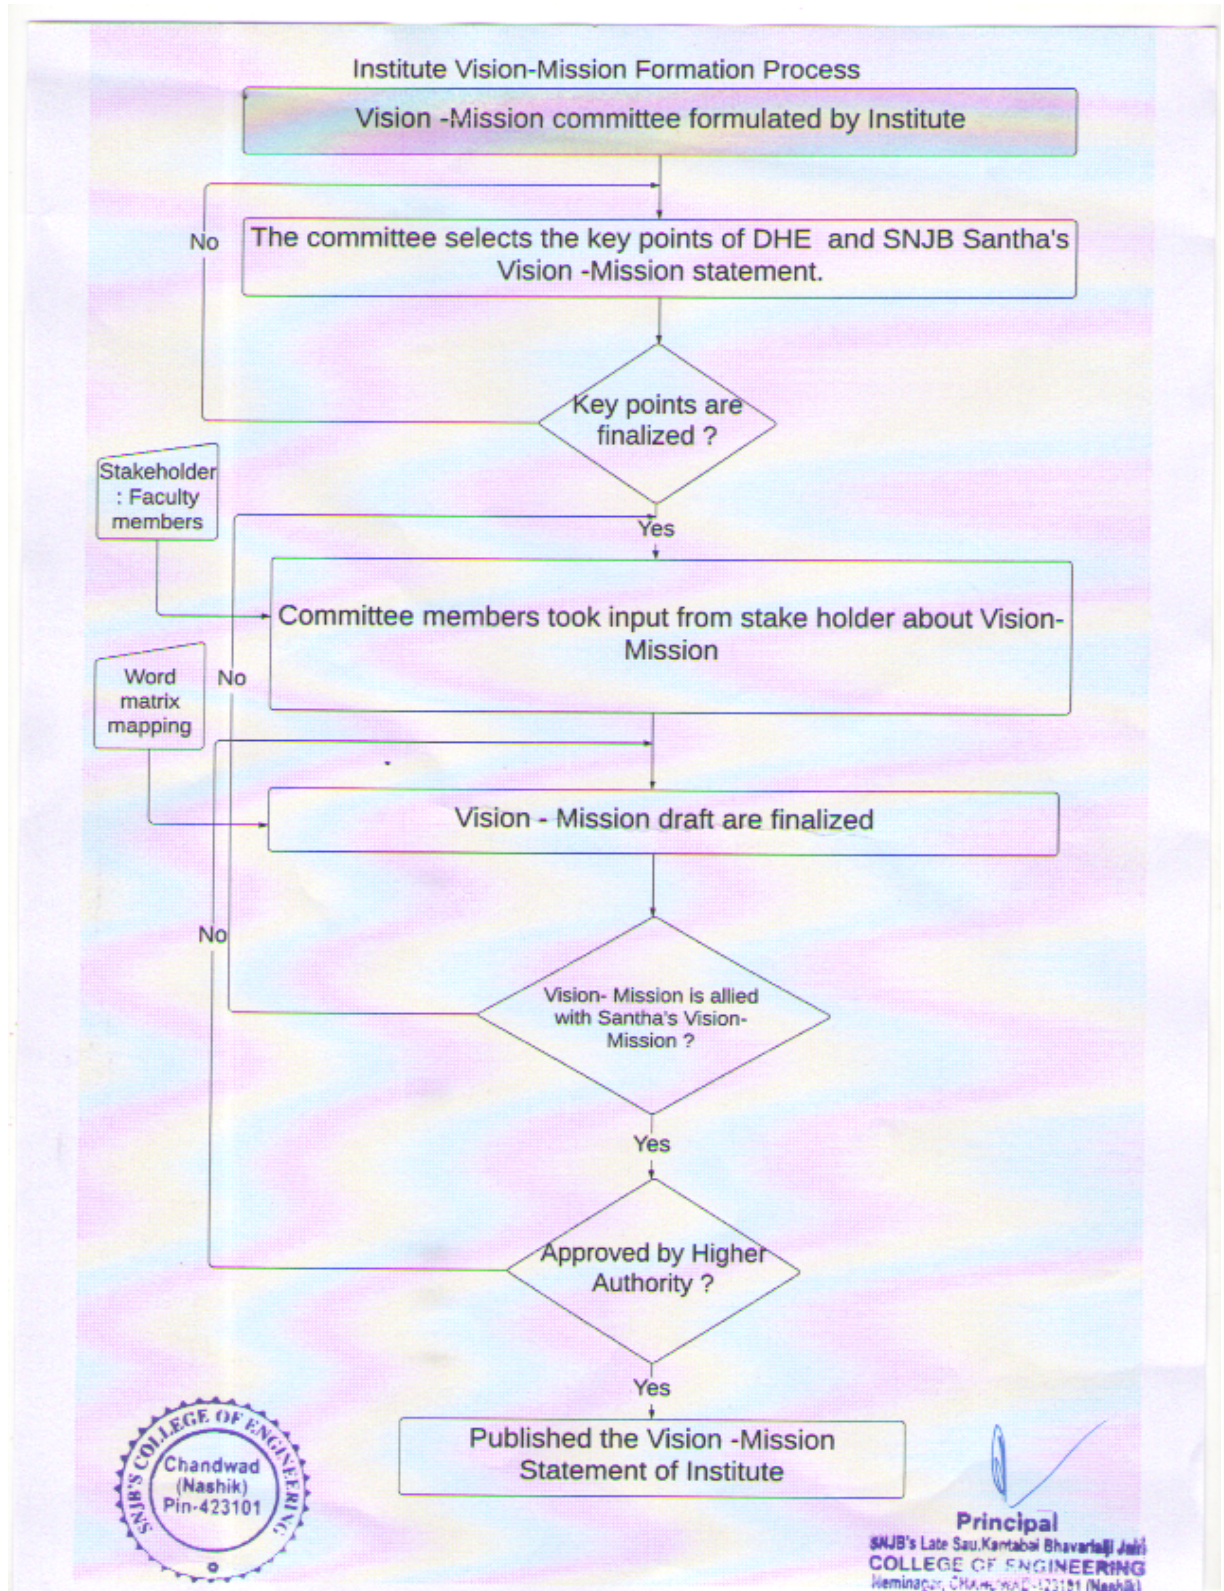 Institute Vision-Mission Formation Process
Vision -Mission committee formulated by Institute
No
The committee selects the key points of DHE and SNJB Santha's
Vision -Mission statement.
Key points are
finalized ?
Stakeholder
: Faculty
members
Yes
Committee members took input from stake holder about Vision-
Mission
Word
matrix
mapping
No
Vision - Mission draft are finalized
No
Vision- Mission is allied
with Santha's Vision-
Mission ?
Yes
Approved by Higher
Authority ?
Yes
Published the Vision -Mission
Statement of Institute
SNJB'S COLLEGE OF ENGINEERING
Chandwad
(Nashik)
Pin-423101
Principal
SNJB's Late Sau.Kantabai Bhavarlalji Jain
COLLEGE OF ENGINEERING
Neminagar, CHANDWAD (Nashik)